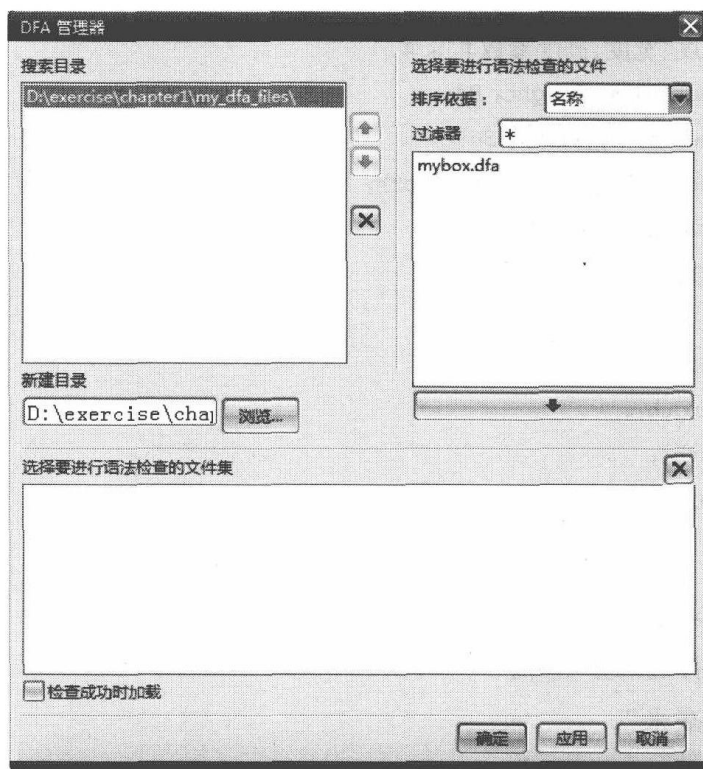 DFA 管理器
搜索目录
D:\exercise\chapter1\my_dfa_files\
新建目录
D:\exercise\cha
浏览...
选择要进行语法检查的文件
排序依据：
名称
过滤器
*
mybox.dfa
选择要进行语法检查的文件集
检查成功时加载
确定
应用
取消